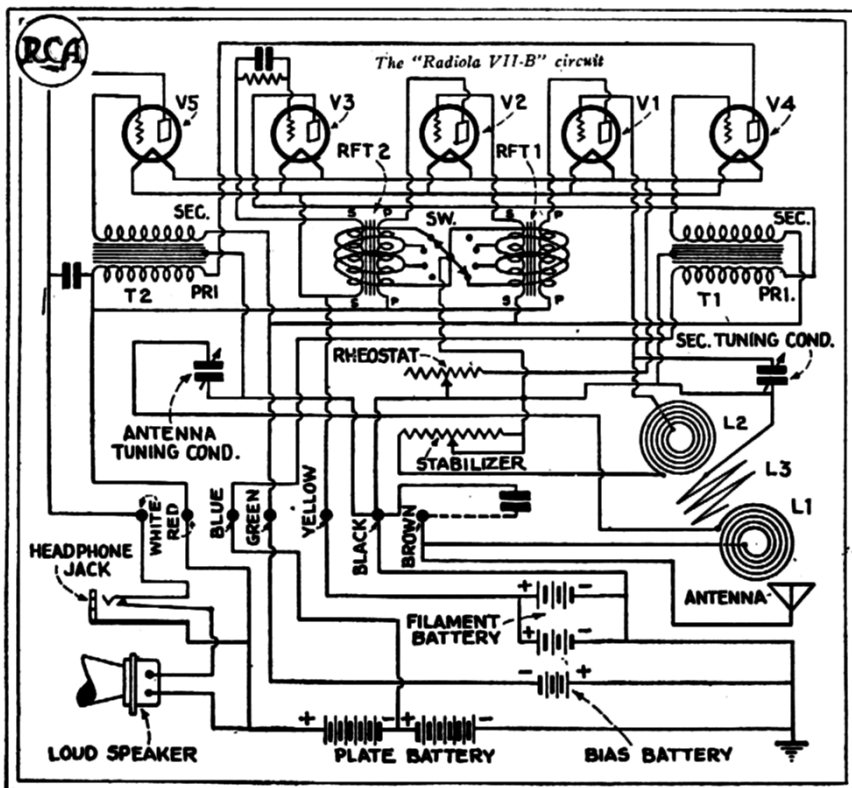 RCA
The "Radiola VII-B" circuit
V5
V3
V2
V1
V4
RFT 2
RFT 1
SEC.
S
P
SW.
S
P
SEC.
T2
PRI
S
P
S
P
T1
PRI.
RHEOSTAT
SEC. TUNING COND.
ANTENNA
TUNING COND.
STABILIZER
L2
L3
L1
WHITE
RED
BLUE
GREEN
YELLOW
BLACK
BROWN
HEADPHONE
JACK
ANTENNA
+
-
FILAMENT
BATTERY
+
-
-
+
+
-
+
-
LOUD SPEAKER
PLATE BATTERY
BIAS BATTERY